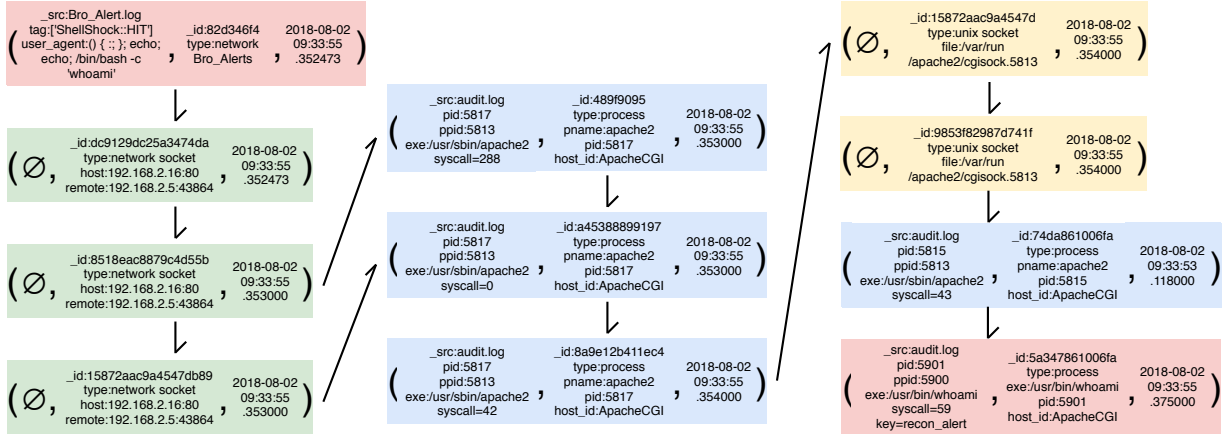 _src:Bro_Alert.log
tag:['ShellShock::HIT']
user_agent:() { :; }; echo;
echo; /bin/bash -c
'whoami'
_id:82d346f4
type:network
Bro_Alerts
2018-08-02
09:33:55
.352473
∅,
_id:dc9129dc25a3474da
type:network socket
host:192.168.2.16:80
remote:192.168.2.5:43864
2018-08-02
09:33:55
.352473
∅,
_id:8518eac8879c4d55b
type:network socket
host:192.168.2.16:80
remote:192.168.2.5:43864
2018-08-02
09:33:55
.353000
∅,
_id:15872aac9a4547db89
type:network socket
host:192.168.2.16:80
remote:192.168.2.5:43864
2018-08-02
09:33:55
.353000
_src:audit.log
pid:5817
ppid:5813
exe:/usr/sbin/apache2
syscall=288
_id:489f9095
type:process
pname:apache2
pid:5817
host_id:ApacheCGI
2018-08-02
09:33:55
.353000
_src:audit.log
pid:5817
ppid:5813
exe:/usr/sbin/apache2
syscall=0
_id:a45388899197
type:process
pname:apache2
pid:5817
host_id:ApacheCGI
2018-08-02
09:33:55
.353000
_src:audit.log
pid:5817
ppid:5813
exe:/usr/sbin/apache2
syscall=42
_id:8a9e12b411ec4
type:process
pname:apache2
pid:5817
host_id:ApacheCGI
2018-08-02
09:33:55
.354000
∅,
_id:15872aac9a4547d
type:unix socket
file:/var/run
/apache2/cgisock.5813
2018-08-02
09:33:55
.354000
∅,
_id:9853f82987d741f
type:unix socket
file:/var/run
/apache2/cgisock.5813
2018-08-02
09:33:55
.354000
_src:audit.log
pid:5815
ppid:5813
exe:/usr/sbin/apache2
syscall=43
_id:74da861006fa
type:process
pname:apache2
pid:5815
host_id:ApacheCGI
2018-08-02
09:33:53
.118000
_src:audit.log
pid:5901
ppid:5900
exe:/usr/bin/whoami
syscall=59
key=recon_alert
_id:5a347861006fa
type:process
exe:/usr/bin/whoami
pid:5901
host_id:ApacheCGI
2018-08-02
09:33:55
.375000